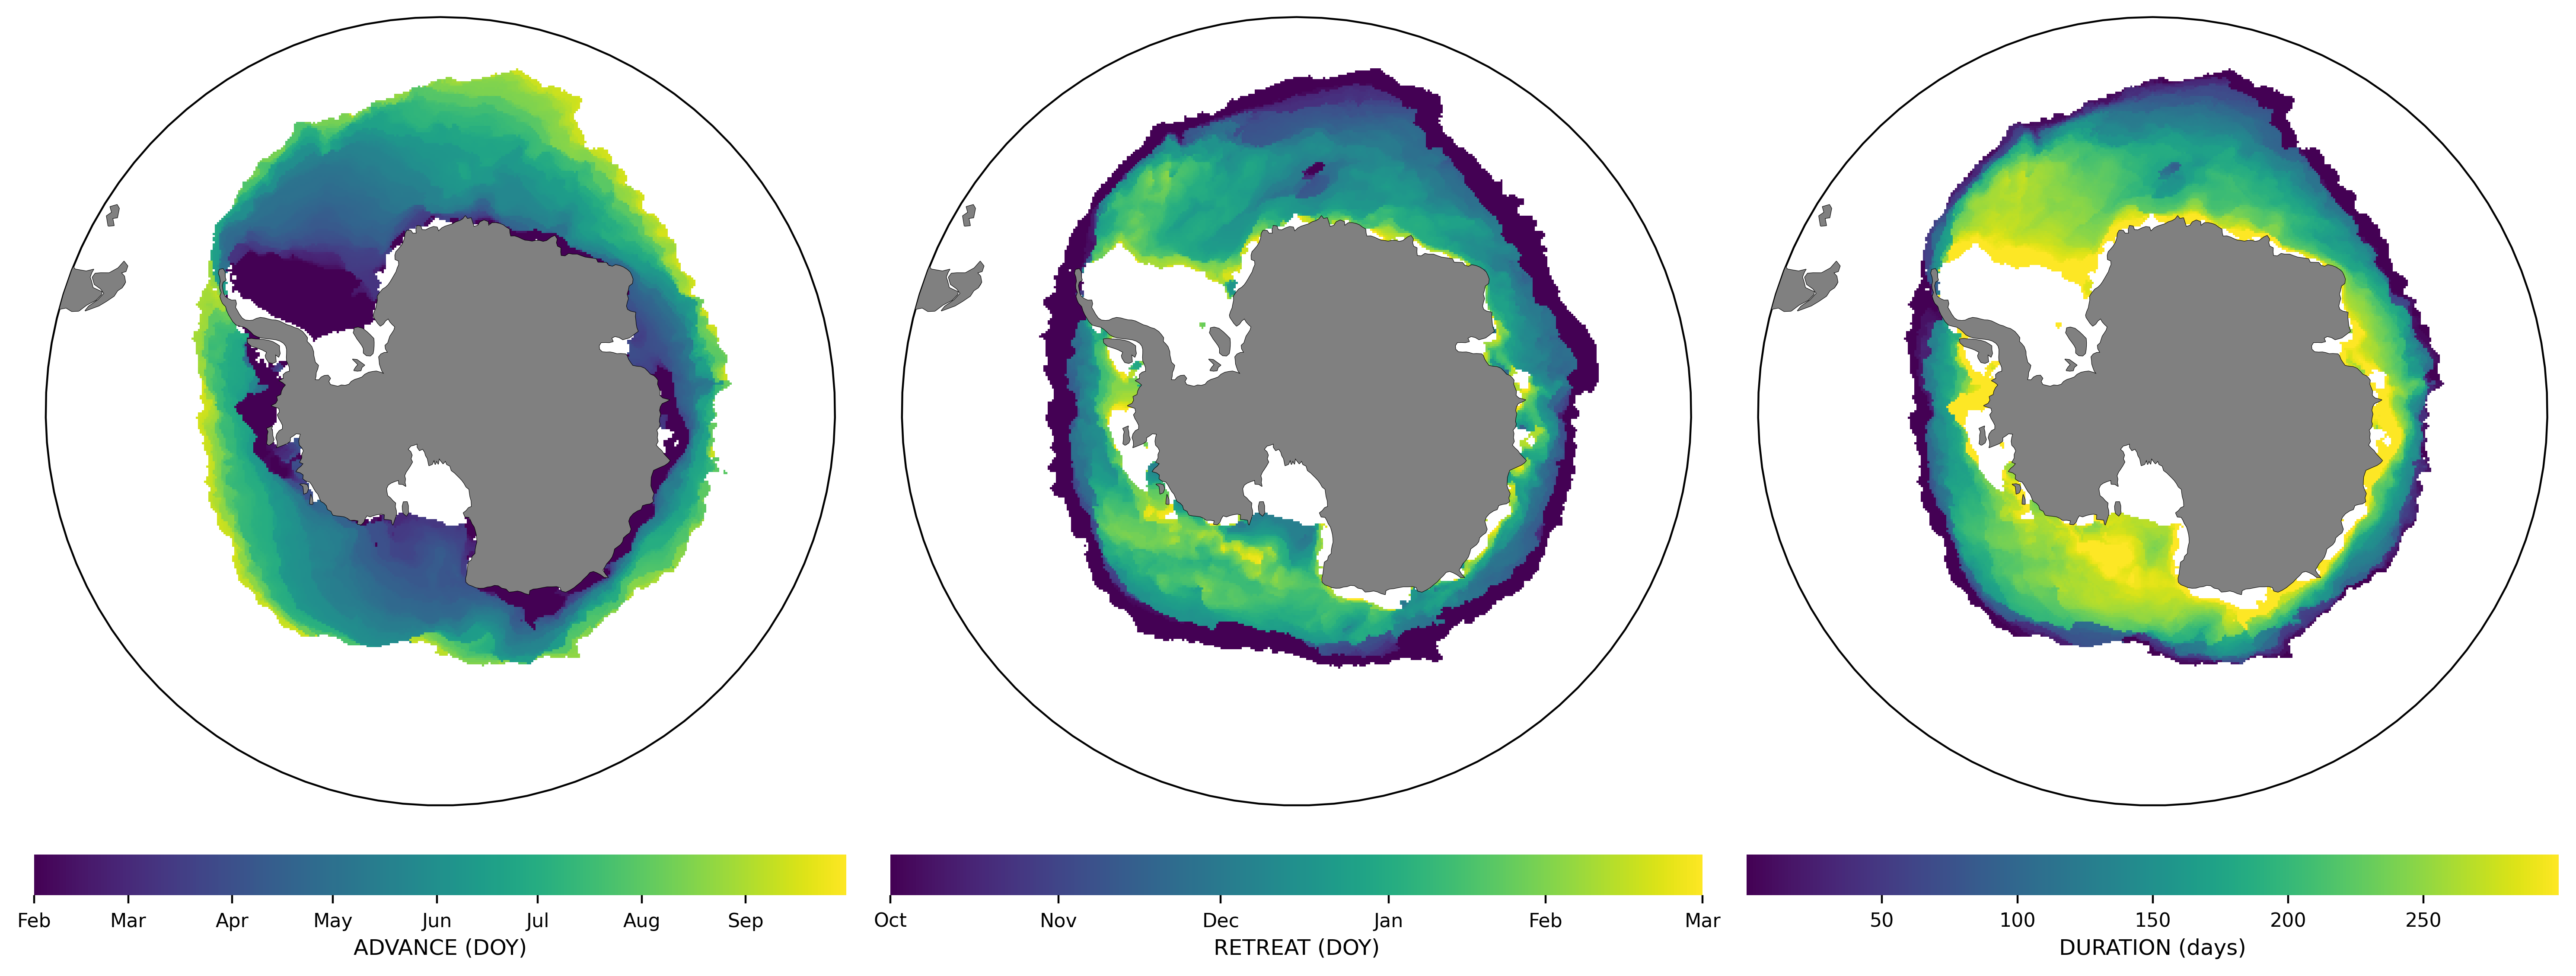 Feb Mar Apr May Jun Jul Aug Sep
ADVANCE (DOY)
Oct Nov Dec Jan Feb Mar
RETREAT (DOY)
50 100 150 200 250
DURATION (days)